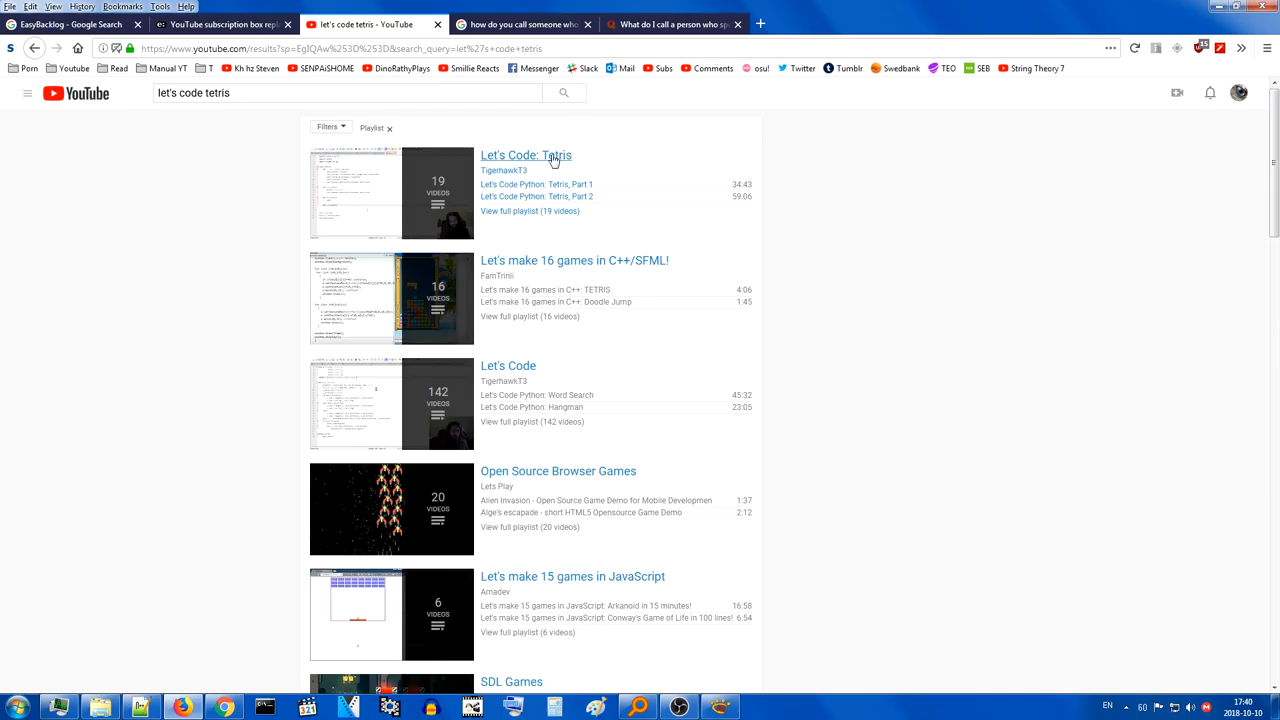 File Edit View History Bookmarks Tools Help
EasyBacklog - Google Search
YouTube subscription box repl
let's code tetris - YouTube
how do you call someone who
What do I call a person who sp
https://www.youtube.com/results?sp=EgIQAw%253D%253D&search_query=let%27s+code+tetris
Porn Youtube Read Manual YT T Kh hz Steven SENPAiSHOME DinoRathyPlays Smillie Reacts Messenger Slack Mail Subs Comments osu! Twitter Tumblr Swedbank TEO SEB String Theory 7
YouTube
let's code tetris
Filters
Playlist
19
VIDEOS
Let's Code: Tetris
TigerhawkT3
Let's Code Python: Tetris, Part 1 34:43
Let's Code Python: Tetris, Part 2 59:06
View full playlist (19 videos)
16
VIDEOS
Let's make 16 games in C++/SFML!
FamTrinli
Let's make 16 games in C++: TETRIS 4:06
Let's make 16 games in C++: Doodle Jump 1:45
View full playlist (16 videos)
142
VIDEOS
Let's Code
TigerhawkT3
Let's Code Python: Word Search 45:32
Let's Code Python: Hangman
View full playlist (142 videos)
20
VIDEOS
Open Source Browser Games
Lets Play
Alien Invasion - Open Source Game Demo for Mobile Developmen 1:37
Alge's escapade - short HTML5 Opensource Game Demo 2:12
View full playlist (20 videos)
6
VIDEOS
15 games in JavaScript
Amadev
Let's make 15 games in JavaScript: Arkanoid in 15 minutes! 16:58
Let's make 15 games in JavaScript: Conway's Game of Life in 100 lines! 6:54
View full playlist (6 videos)
SDL Games
EN
60
17:40
2018-10-10